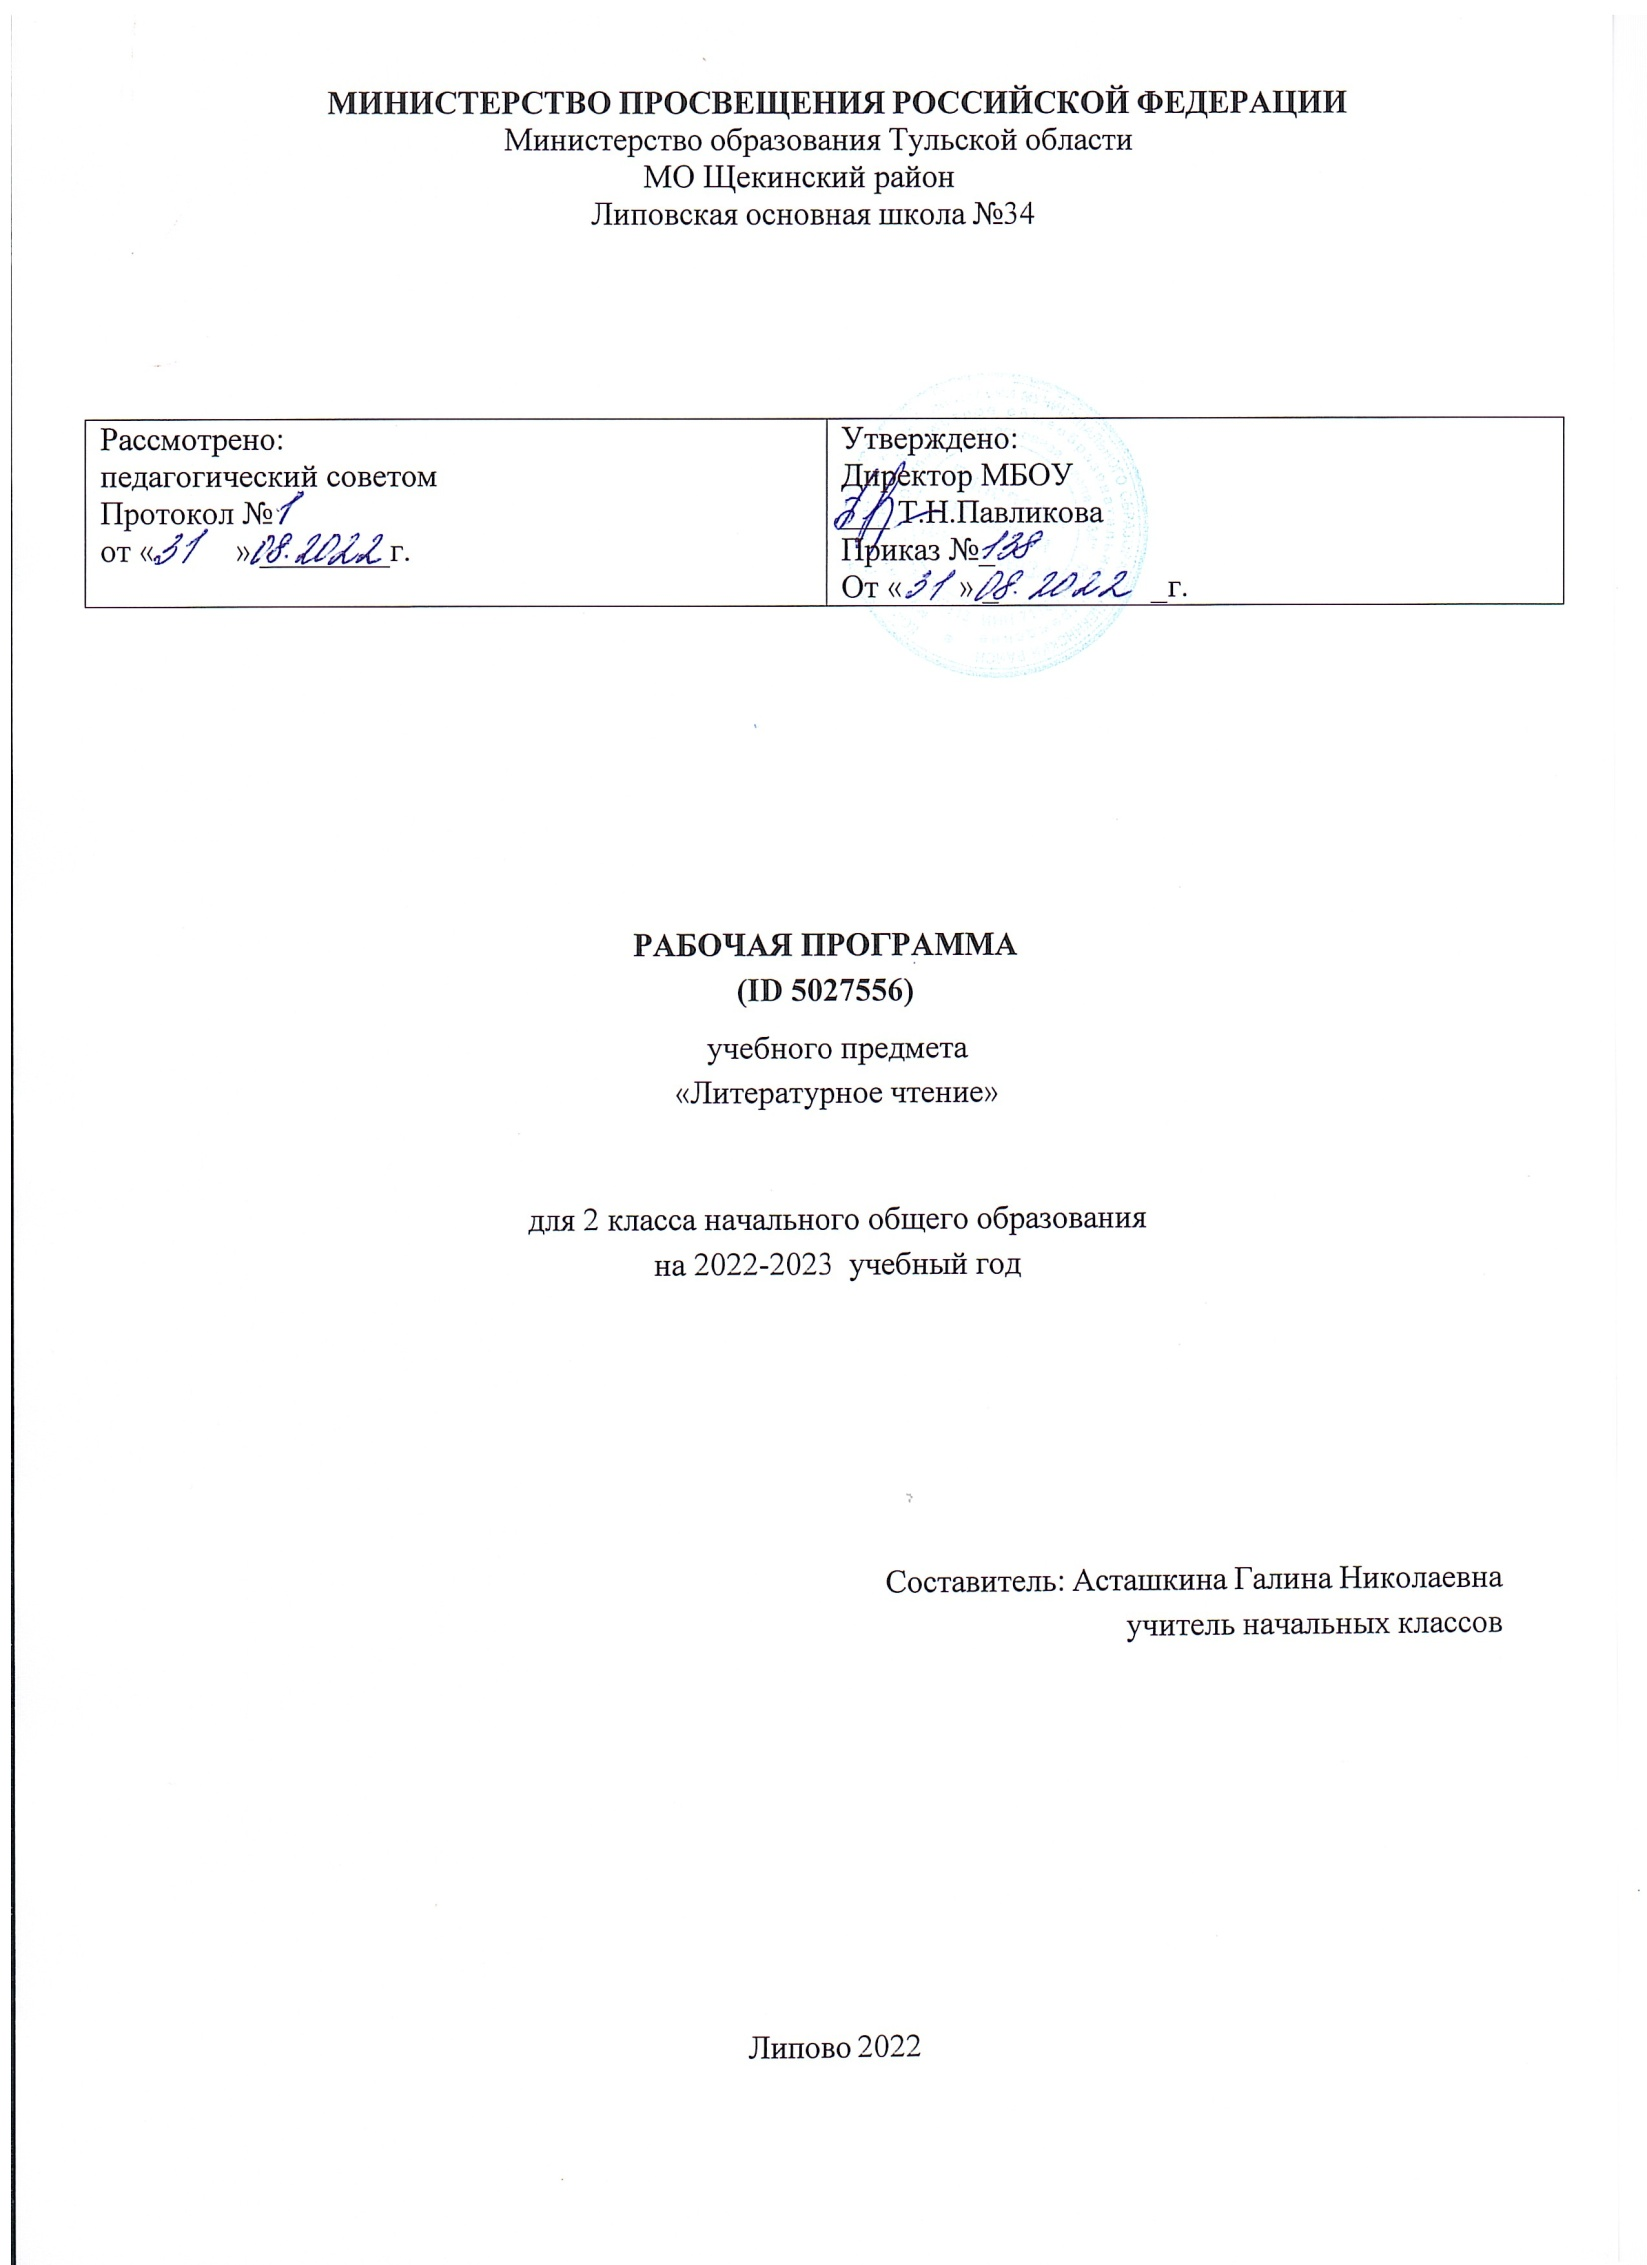 МИНИСТЕРСТВО ПРОСВЕЩЕНИЯ РОССИЙСКОЙ ФЕДЕРАЦИИ
Министерство образования Тульской области
МО Щекинский район
Липовская основная школа №34
Рассмотрено:
педагогический советом
Протокол №1
от «31 » 08.2022 г.
Утверждено:
Директор МБОУ
Т.Н.Павликова
Приказ № 138
От « 31 » 08. 2022 г.
РАБОЧАЯ ПРОГРАММА
(ID 5027556)
учебного предмета
«Литературное чтение»
для 2 класса начального общего образования
на 2022-2023 учебный год
Составитель: Асташкина Галина Николаевна
учитель начальных классов
Липово 2022